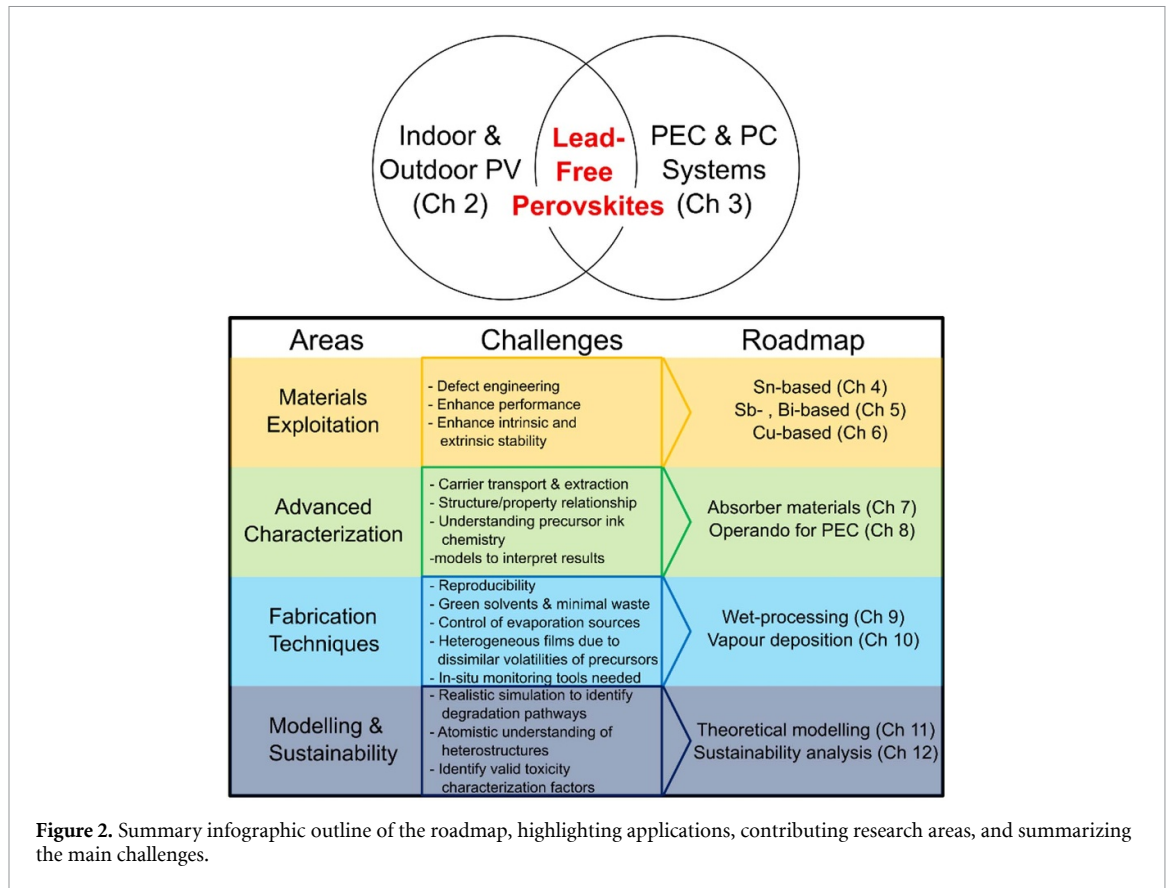 Indoor &
Outdoor PV
(Ch 2)
Lead-
Free
Perovskites
PEC & PC
Systems
(Ch 3)
Areas
Challenges
Roadmap
Materials
Exploitation
- Defect engineering
- Enhance performance
- Enhance intrinsic and
extrinsic stability
Sn-based (Ch 4)
Sb- , Bi-based (Ch 5)
Cu-based (Ch 6)
Advanced
Characterization
- Carrier transport & extraction
- Structure/property relationship
- Understanding precursor ink
chemistry
-models to interpret results
Absorber materials (Ch 7)
Operando for PEC (Ch 8)
Fabrication
Techniques
- Reproducibility
- Green solvents & minimal waste
- Control of evaporation sources
- Heterogeneous films due to
dissimilar volatilities of precursors
- In-situ monitoring tools needed
Wet-processing (Ch 9)
Vapour deposition (Ch 10)
Modelling &
Sustainability
- Realistic simulation to identify
degradation pathways
- Atomistic understanding of
heterostructures
- Identify valid toxicity
characterization factors
Theoretical modelling (Ch 11)
Sustainability analysis (Ch 12)
Figure 2. Summary infographic outline of the roadmap, highlighting applications, contributing research areas, and summarizing
the main challenges.